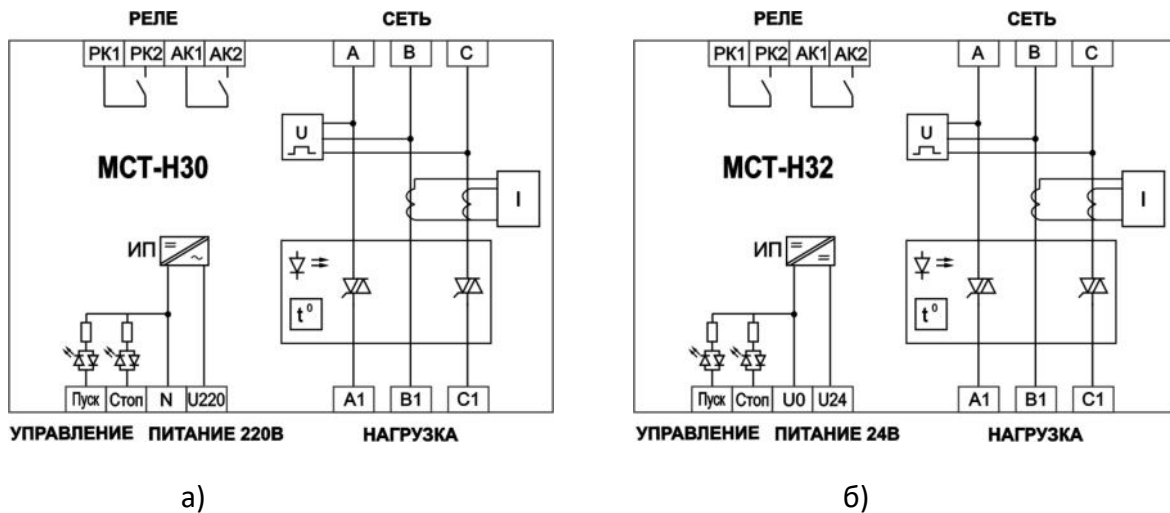 РЕЛЕ
СЕТЬ
РК1 РК2 АК1 АК2
A B C
U
МСТ-Н30
I
ИП
= ~
t⁰
Пуск Стоп N U220
A1 B1 C1
УПРАВЛЕНИЕ ПИТАНИЕ 220В
НАГРУЗКА
а)
РЕЛЕ
СЕТЬ
РК1 РК2 АК1 АК2
A B C
U
МСТ-Н32
I
ИП
= =
t⁰
Пуск Стоп U0 U24
A1 B1 C1
УПРАВЛЕНИЕ ПИТАНИЕ 24В
НАГРУЗКА
б)